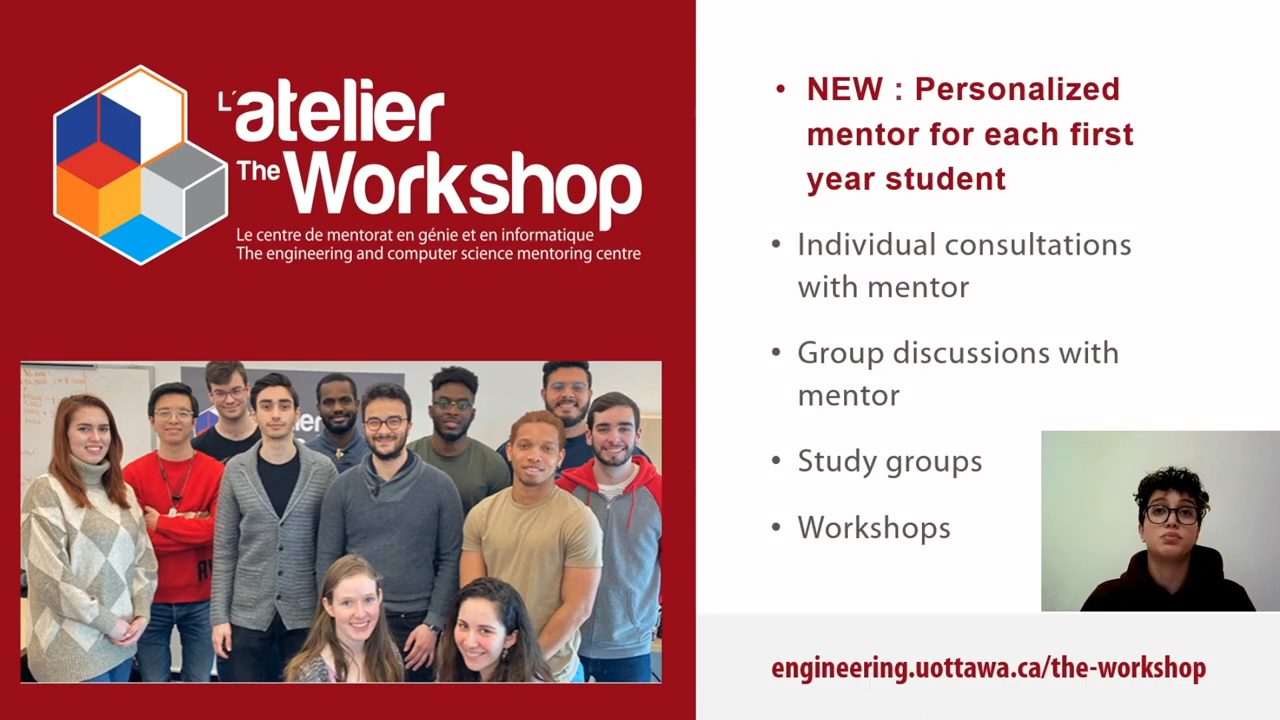 L'atelier
The Workshop
Le centre de mentorat en génie et en informatique
The engineering and computer science mentoring centre
• NEW : Personalized
mentor for each first
year student
• Individual consultations
with mentor
• Group discussions with
mentor
• Study groups
• Workshops
engineering.uottawa.ca/the-workshop